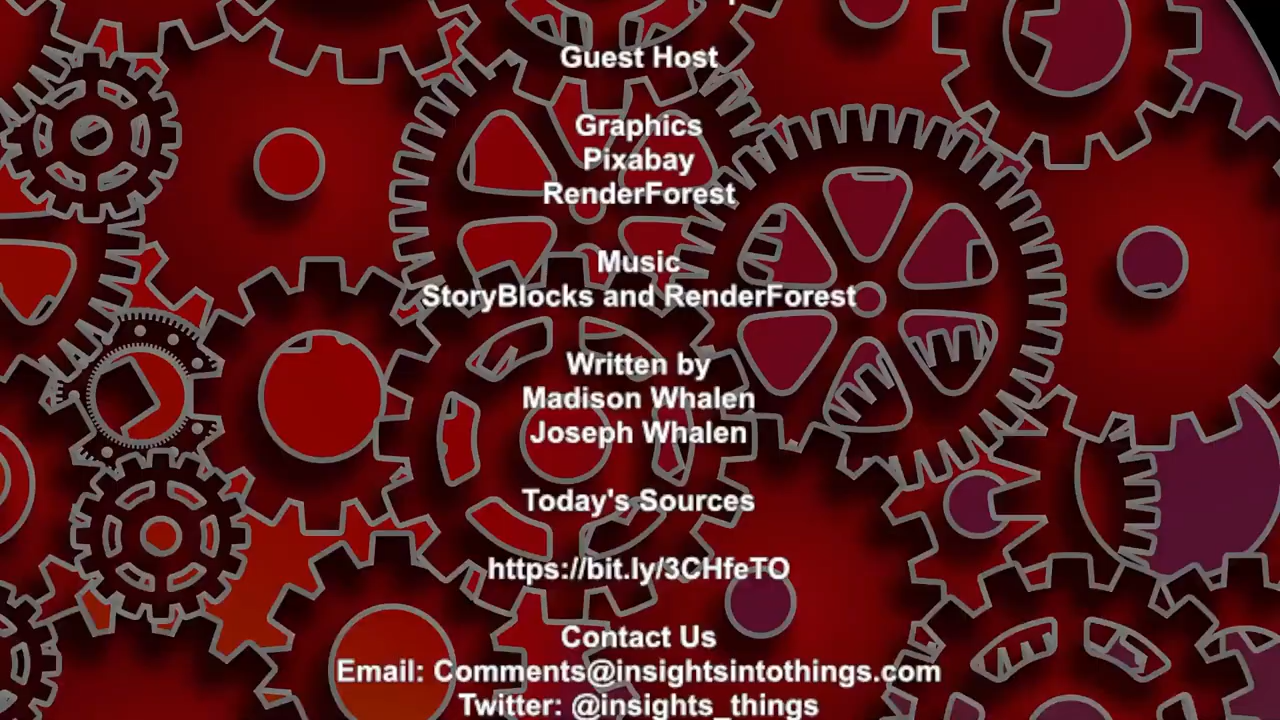 Guest Host
Graphics
Pixabay
RenderForest
Music
StoryBlocks and RenderForest
Written by
Madison Whalen
Joseph Whalen
Today's Sources
https://bit.ly/3CHfeTO
Contact Us
Email: Comments@insightsintothings.com
Twitter: @insights_things